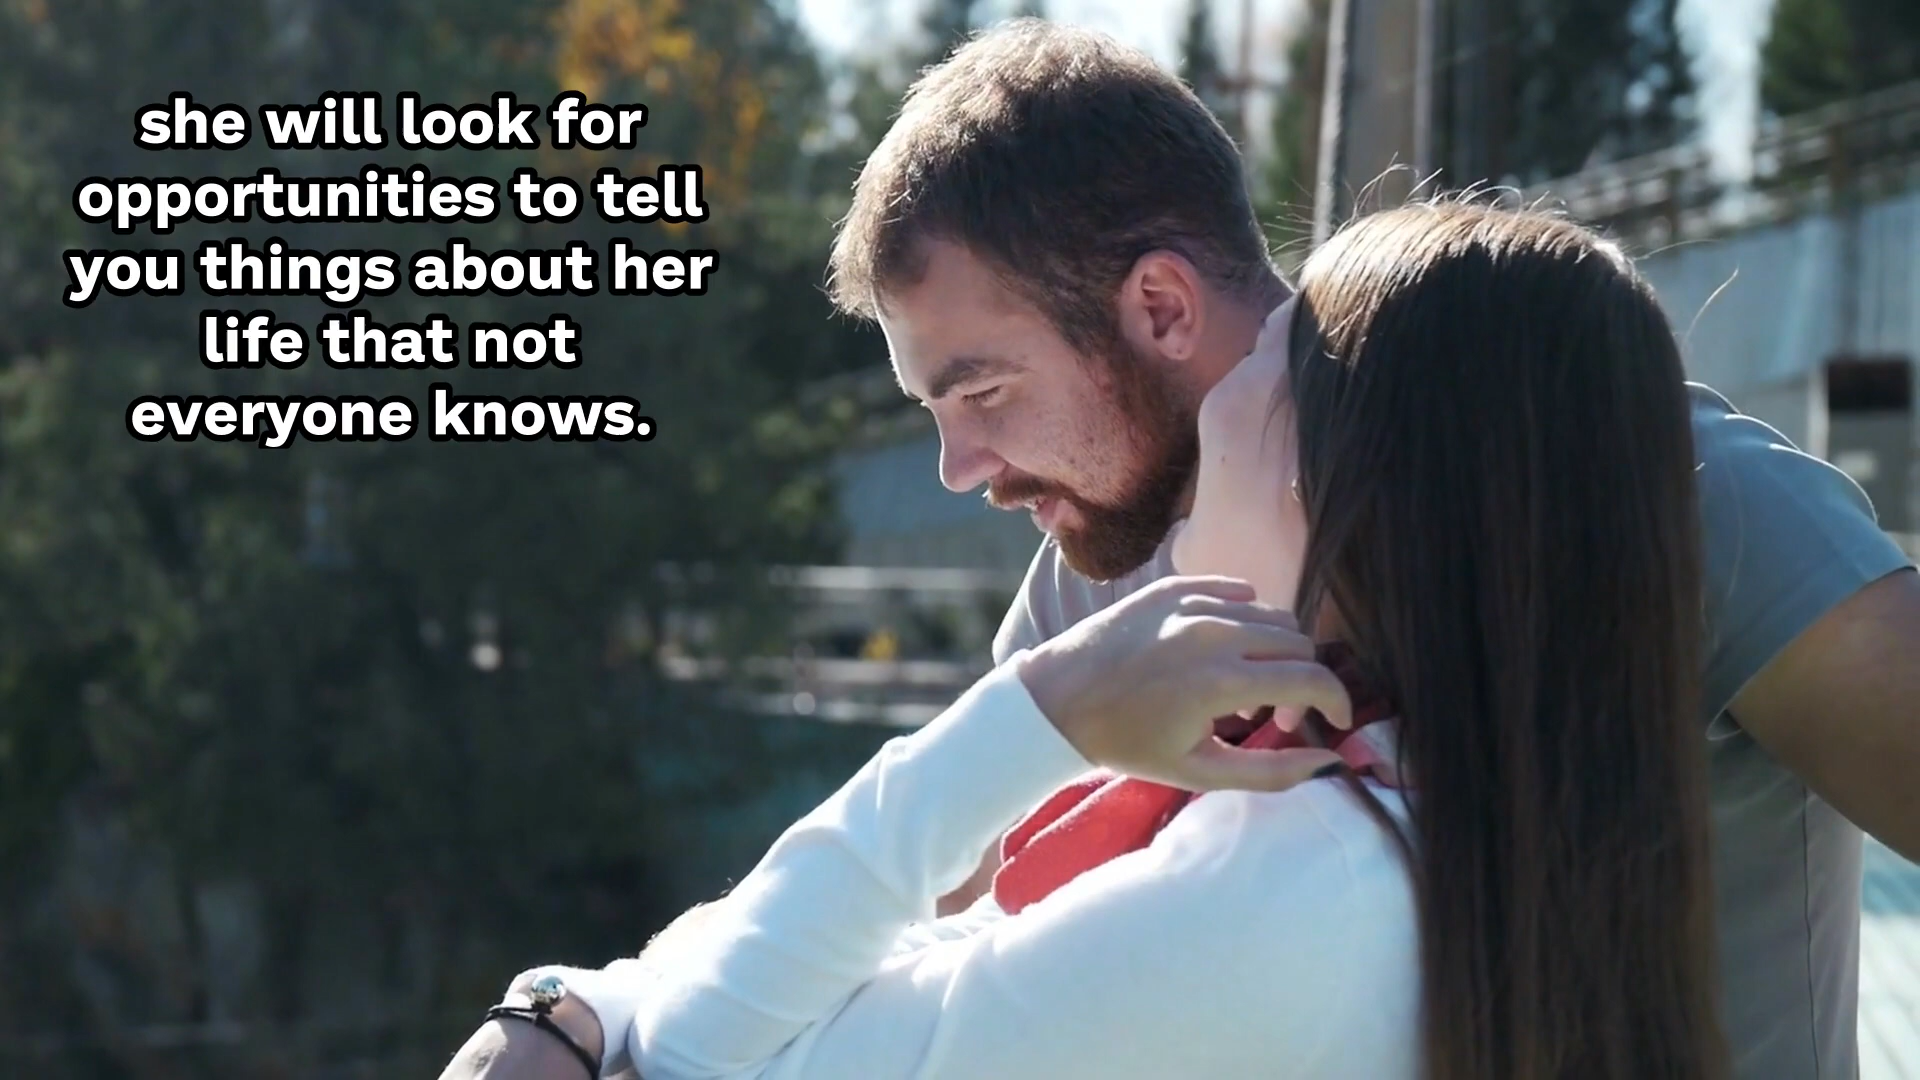 she will look for
opportunities to tell
you things about her
life that not
everyone knows.